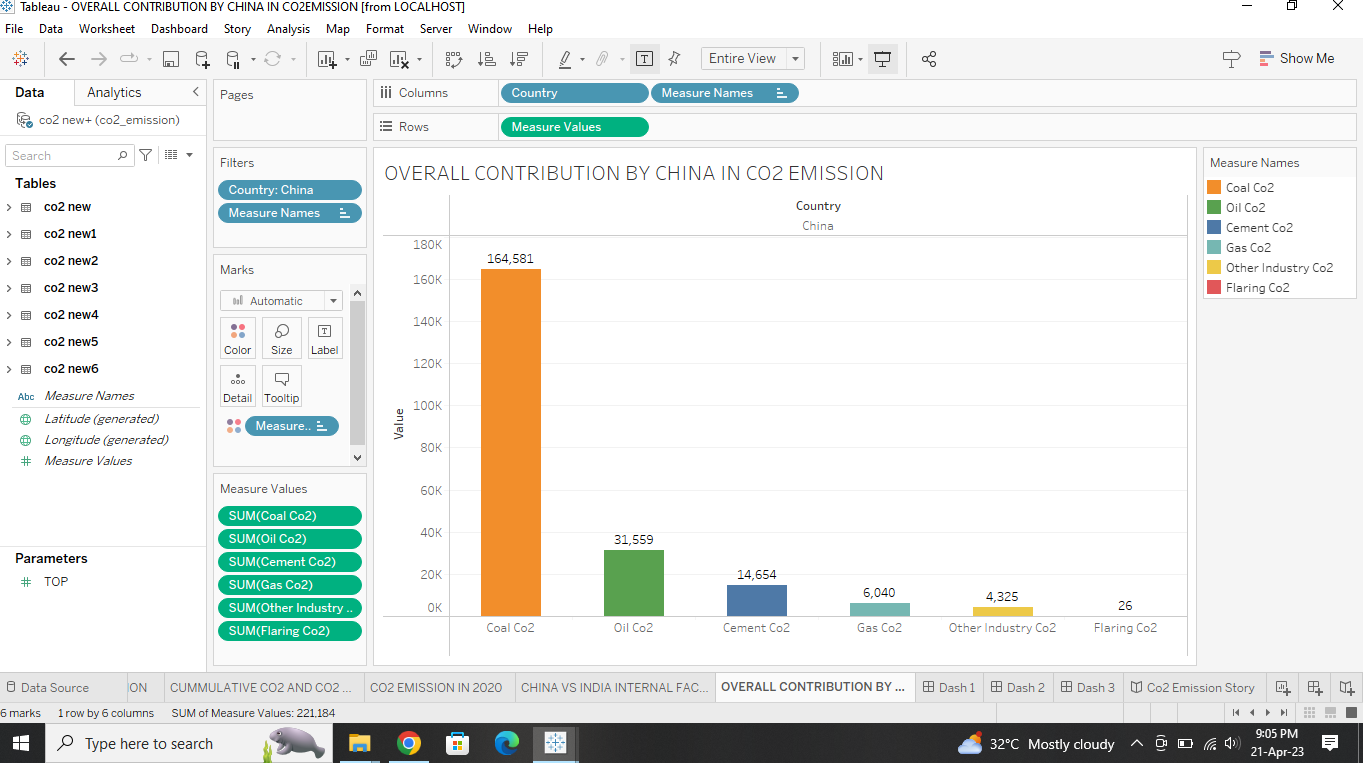 Tableau - OVERALL CONTRIBUTION BY CHINA IN CO2EMISSION [from LOCALHOST]
File Data Worksheet Dashboard Story Analysis Map Format Server Window Help
Entire View
Show Me
Data Analytics
co2 new+ (co2_emission)
Search
Tables
co2 new
co2 new1
co2 new2
co2 new3
co2 new4
co2 new5
co2 new6
Abc Measure Names
Latitude (generated)
Longitude (generated)
# Measure Values
Parameters
# TOP
Pages
Filters
Country: China
Measure Names
Marks
Automatic
Color Size Label
Detail Tooltip
Measure..
Measure Values
SUM(Coal Co2)
SUM(Oil Co2)
SUM(Cement Co2)
SUM(Gas Co2)
SUM(Other Industry ..
SUM(Flaring Co2)
Columns Country Measure Names
Rows Measure Values
OVERALL CONTRIBUTION BY CHINA IN CO2 EMISSION
Country
China
Value
180K
160K
140K
120K
100K
80K
60K
40K
20K
0K
164,581
31,559
14,654
6,040
4,325
26
Coal Co2 Oil Co2 Cement Co2 Gas Co2 Other Industry Co2 Flaring Co2
Measure Names
Coal Co2
Oil Co2
Cement Co2
Gas Co2
Other Industry Co2
Flaring Co2
Data Source ON CUMMULATIVE CO2 AND CO2 ... CO2 EMISSION IN 2020 CHINA VS INDIA INTERNAL FAC... OVERALL CONTRIBUTION BY ... Dash 1 Dash 2 Dash 3 Co2 Emission Story
6 marks 1 row by 6 columns SUM of Measure Values: 221,184
Type here to search
32°C Mostly cloudy
9:05 PM
21-Apr-23